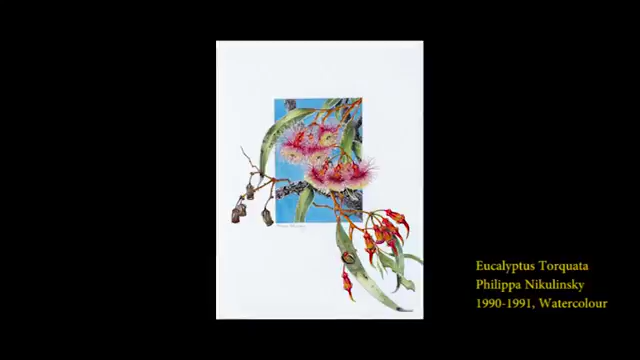 Eucalyptus Torquata
Philippa Nikulinsky
1990-1991, Watercolour